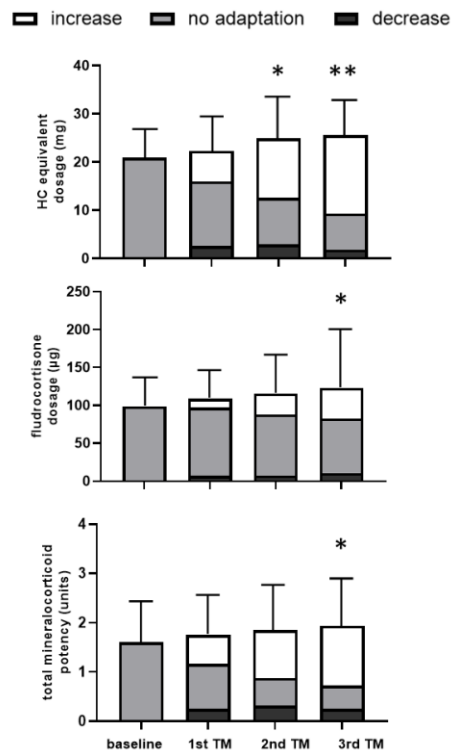 increase no adaptation decrease
* **
40
30
20
10
0
HC equivalent
dosage (mg)
*
250
200
150
100
50
0
fludrocortisone
dosage (µg)
*
4
3
2
1
0
total mineralocorticoid
potency (units)
baseline 1st TM 2nd TM 3rd TM